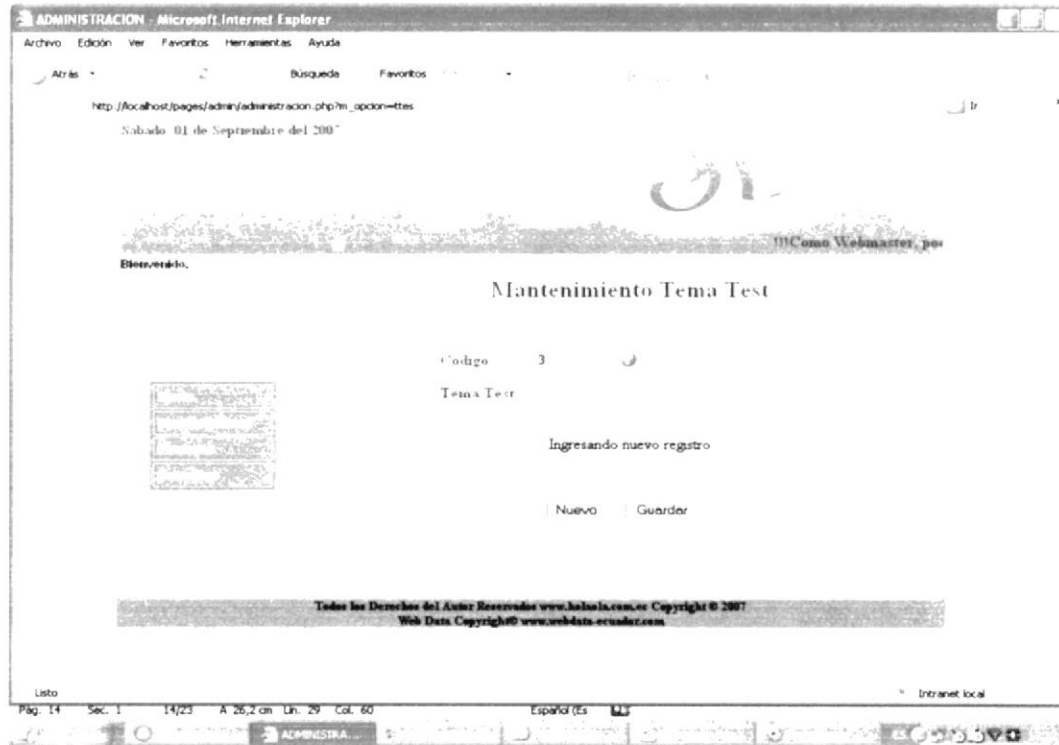 ADMINISTRACION - Microsoft Internet Explorer
Archivo Edición Ver Favoritos Herramientas Ayuda
Atrás Búsqueda Favoritos
http://localhost/pages/admin/administracion.php?m_opcion=ttes Ir
Sabado 01 de Septiembre del 2007
!!!Como Webmaster, pod
Bienvenido,
Mantenimiento Tema Test
Codigo 3
Tema Test
Ingresando nuevo registro
Nuevo Guardar
Todos los Derechos del Autor Reservados www.holaola.com.ec Copyright © 2007
Web Data Copyright© www.webdata-ecuador.com
Listo Intranet local
Pág. 14 Sec. 1 14/23 A 26,2 cm Lín. 29 Col. 60 Español (Es
ADMINISTRA... ES